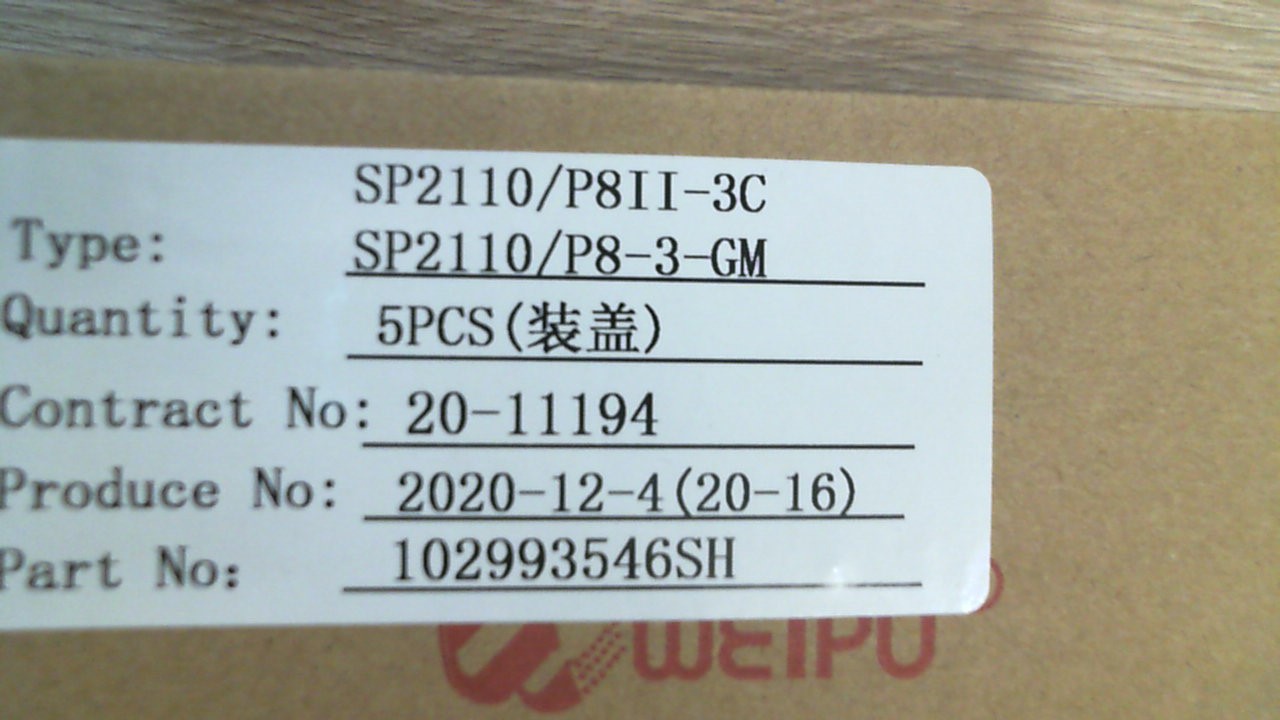 SP2110/P8II-3C
Type: SP2110/P8-3-GM
Quantity: 5PCS(装盖)
Contract No: 20-11194
Produce No: 2020-12-4(20-16)
Part No: 102993546SH
WEIPU